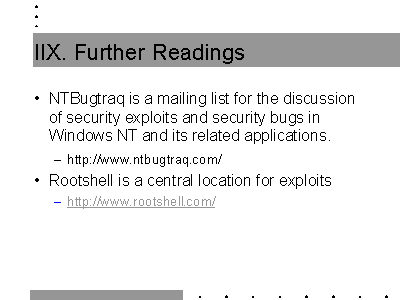 IIX. Further Readings
• NTBugtraq is a mailing list for the discussion
of security exploits and security bugs in
Windows NT and its related applications.
– http://www.ntbugtraq.com/
• Rootshell is a central location for exploits
– http://www.rootshell.com/